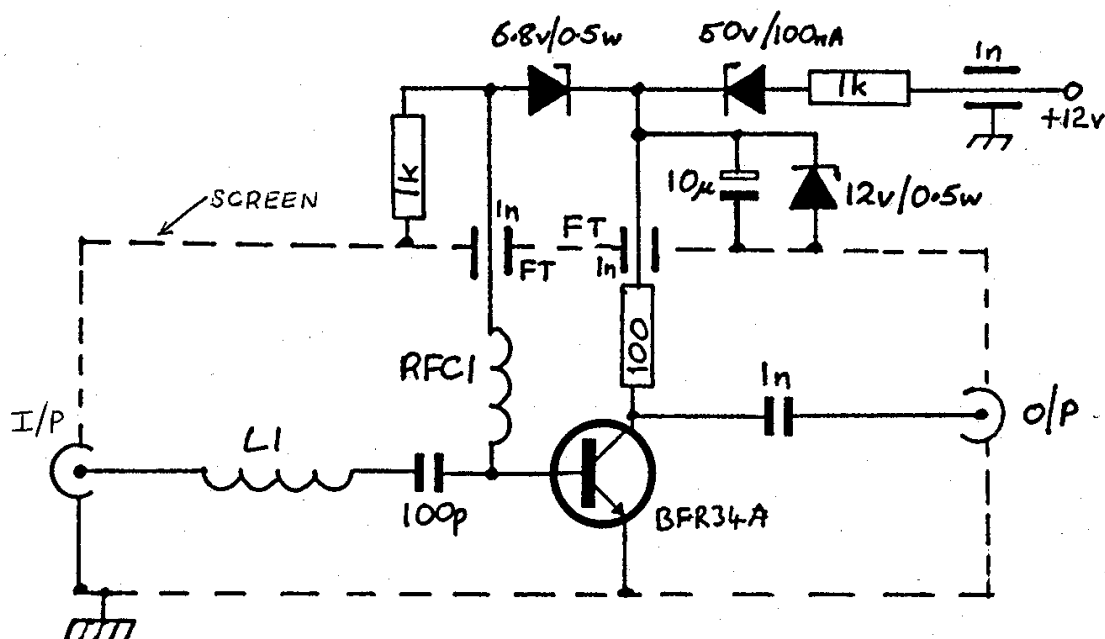 6.8v/0.5w
50v/100mA
1n
1k
+12v
1k
10μ
12v/0.5w
SCREEN
1n
FT
FT
1n
100
RFC1
1n
I/P
O/P
L1
100p
BFR34A